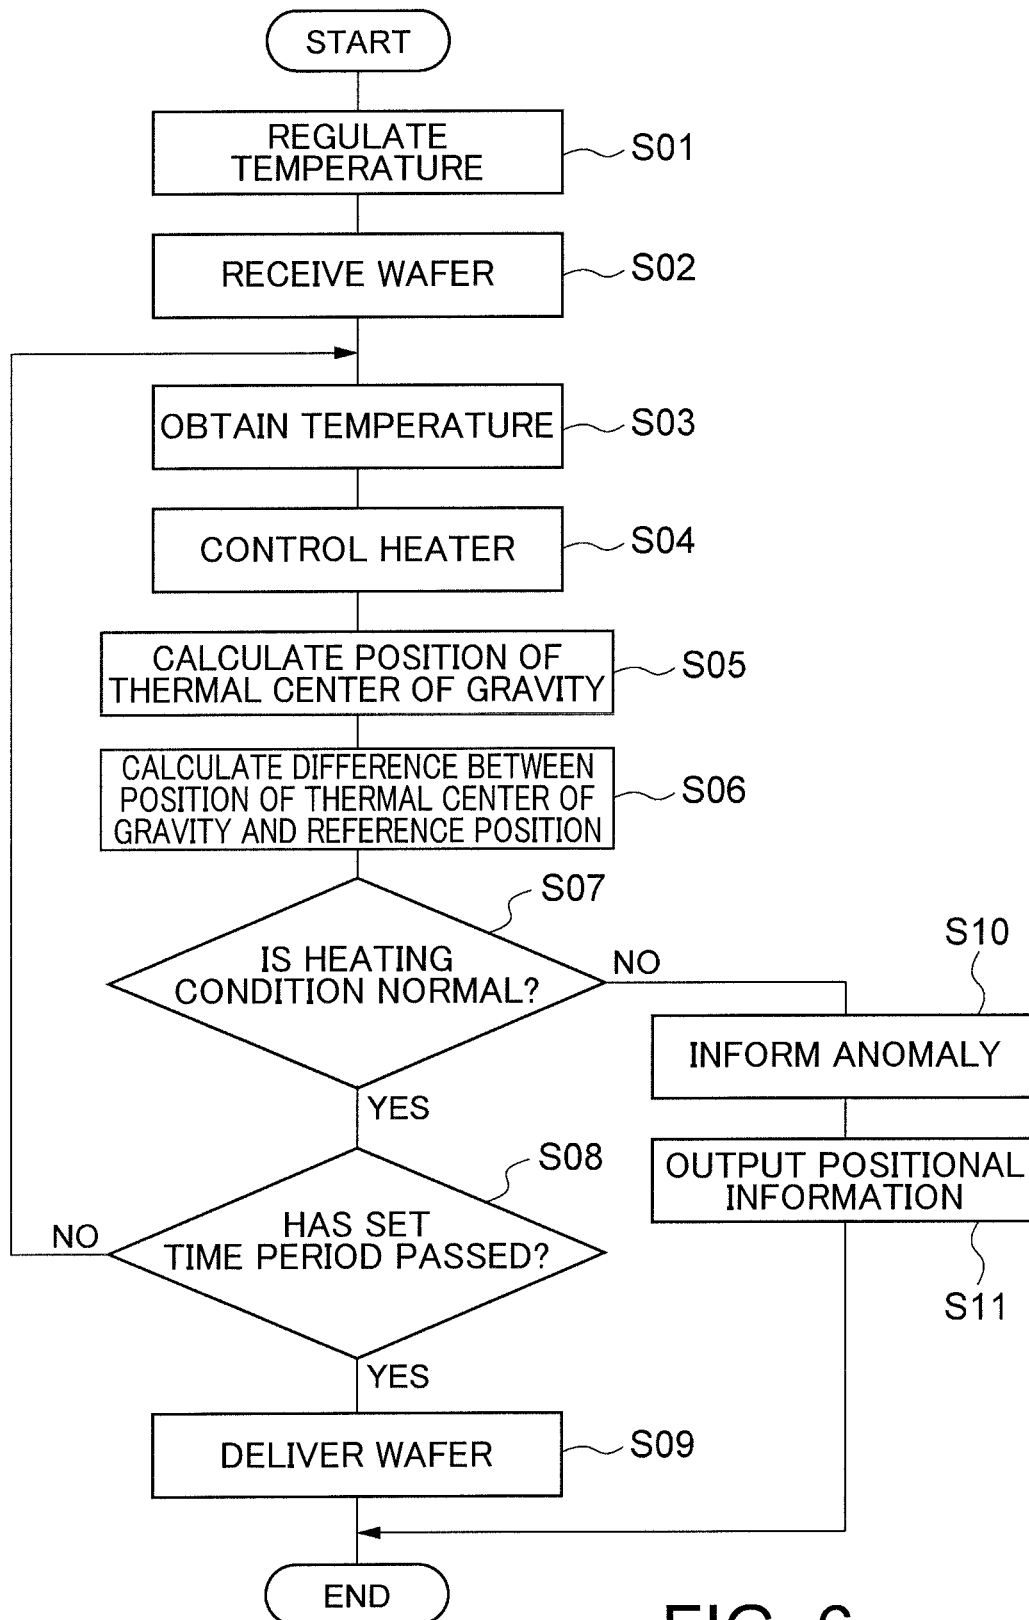 START
REGULATE
TEMPERATURE
S01
RECEIVE WAFER
S02
OBTAIN TEMPERATURE
S03
CONTROL HEATER
S04
CALCULATE POSITION OF
THERMAL CENTER OF GRAVITY
S05
CALCULATE DIFFERENCE BETWEEN
POSITION OF THERMAL CENTER OF
GRAVITY AND REFERENCE POSITION
S06
S07
IS HEATING
CONDITION NORMAL?
NO
YES
S10
INFORM ANOMALY
OUTPUT POSITIONAL
INFORMATION
S11
S08
HAS SET
TIME PERIOD PASSED?
NO
YES
DELIVER WAFER
S09
END